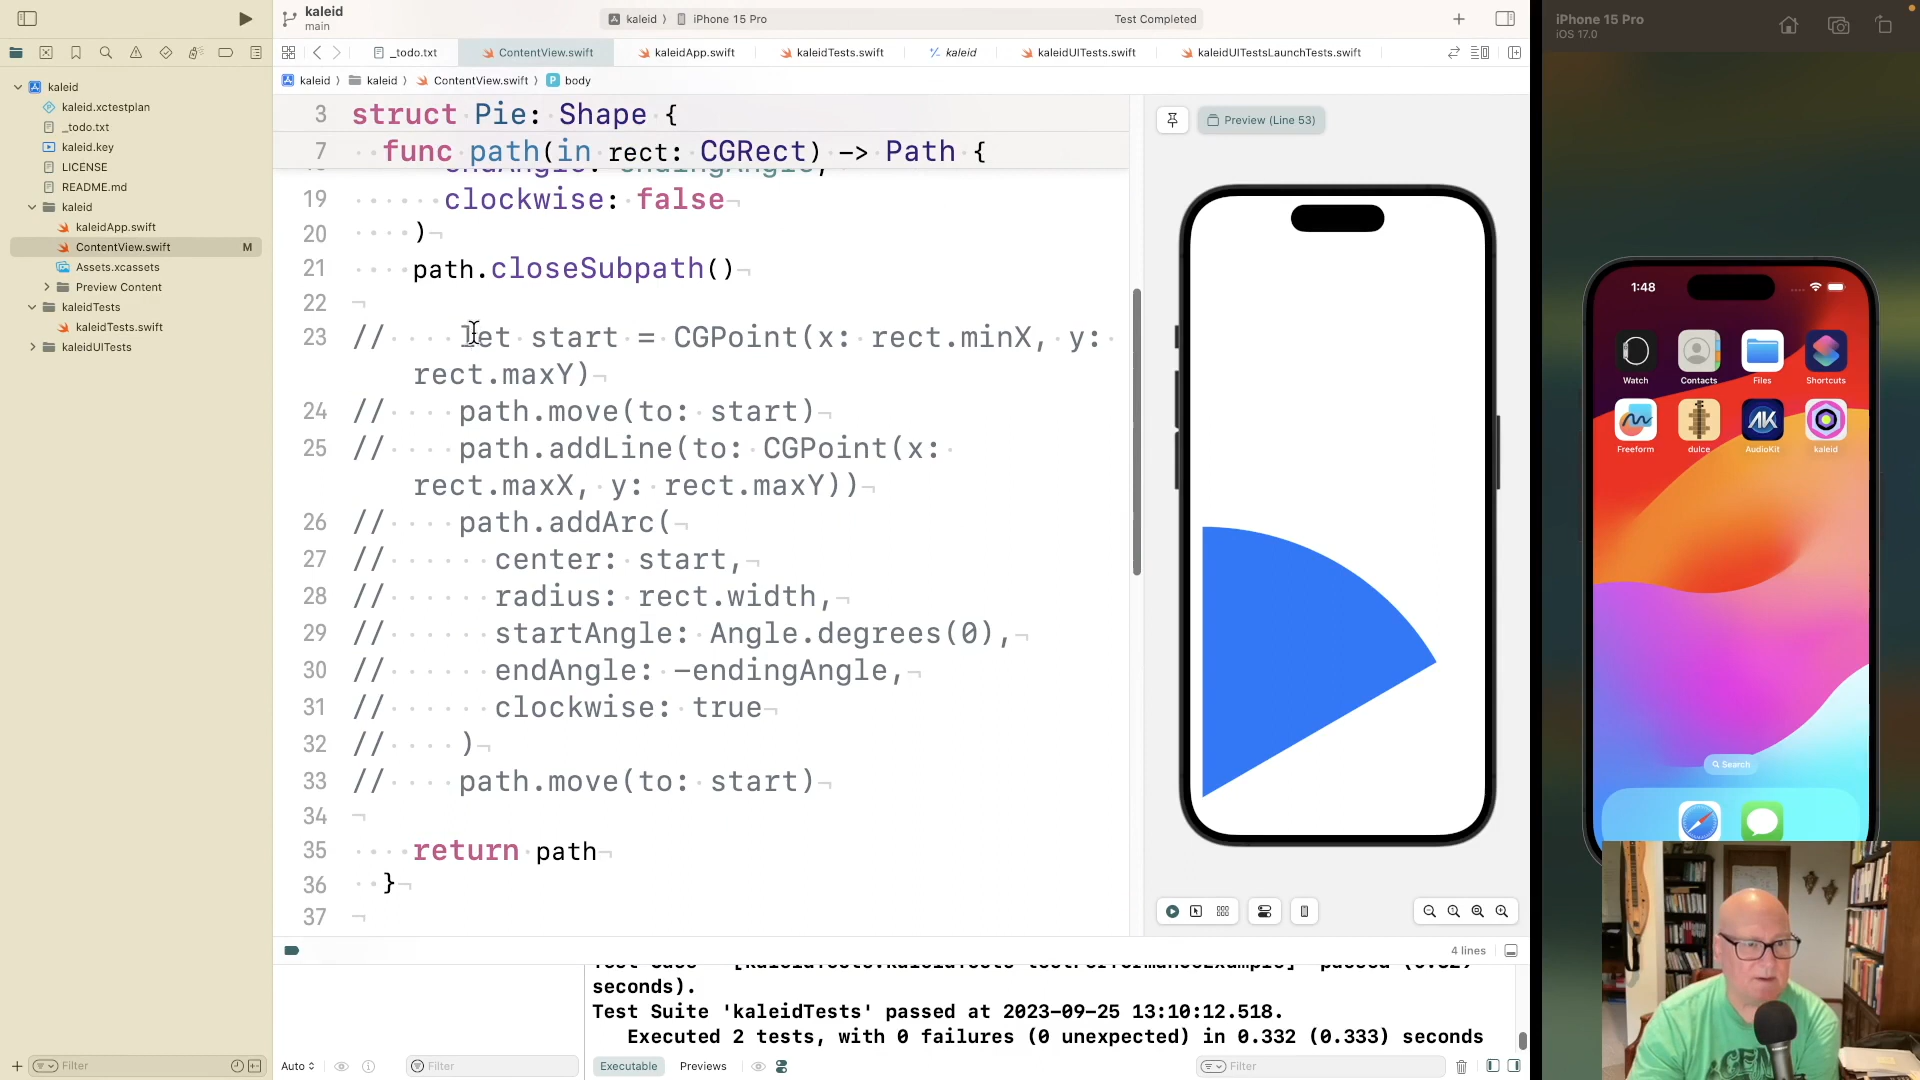 kaleid
main
kaleid
iPhone 15 Pro
Test Completed
iPhone 15 Pro
iOS 17.0
_todo.txt
ContentView.swift
kaleidApp.swift
kaleidTests.swift
kaleid
kaleidUITests.swift
kaleidUITestsLaunchTests.swift
kaleid
kaleid
ContentView.swift
P
body
kaleid
kaleid.xctestplan
_todo.txt
kaleid.key
LICENSE
README.md
kaleid
kaleidApp.swift
ContentView.swift
M
Assets.xcassets
Preview Content
kaleidTests
kaleidTests.swift
kaleidUITests
3 struct Pie: Shape {
7 func path(in rect: CGRect) -> Path {
endAngle: endingAngle,
19 clockwise: false
20 )
21 path.closeSubpath()
22
23 // let start = CGPoint(x: rect.minX, y:
rect.maxY)
24 // path.move(to: start)
25 // path.addLine(to: CGPoint(x:
rect.maxX, y: rect.maxY))
26 // path.addArc(
27 // center: start,
28 // radius: rect.width,
29 // startAngle: Angle.degrees(0),
30 // endAngle: -endingAngle,
31 // clockwise: true
32 // )
33 // path.move(to: start)
34
35 return path
36 }
37
Preview (Line 53)
1:48
Watch
Contacts
Files
Shortcuts
Freeform
dulce
AudioKit
kaleid
Search
4 lines
seconds).
Test Suite 'kaleidTests' passed at 2023-09-25 13:10:12.518.
Executed 2 tests, with 0 failures (0 unexpected) in 0.332 (0.333) seconds
Filter
Auto
Filter
Executable
Previews
Filter